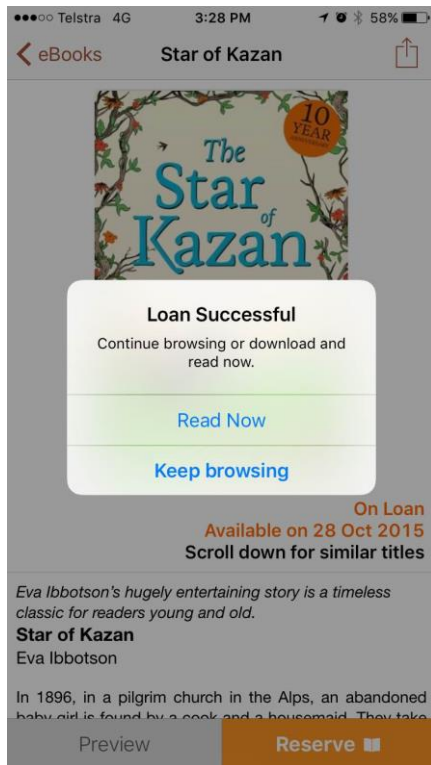 Telstra 4G 3:28 PM 58%
eBooks Star of Kazan
10
YEAR
ANNIVERSARY
The
Star
of
Kazan
Loan Successful
Continue browsing or download and
read now.
Read Now
Keep browsing
On Loan
Available on 28 Oct 2015
Scroll down for similar titles
Eva Ibbotson's hugely entertaining story is a timeless
classic for readers young and old.
Star of Kazan
Eva Ibbotson
In 1896, in a pilgrim church in the Alps, an abandoned
baby girl is found by a cook and a housemaid. They take
Preview Reserve